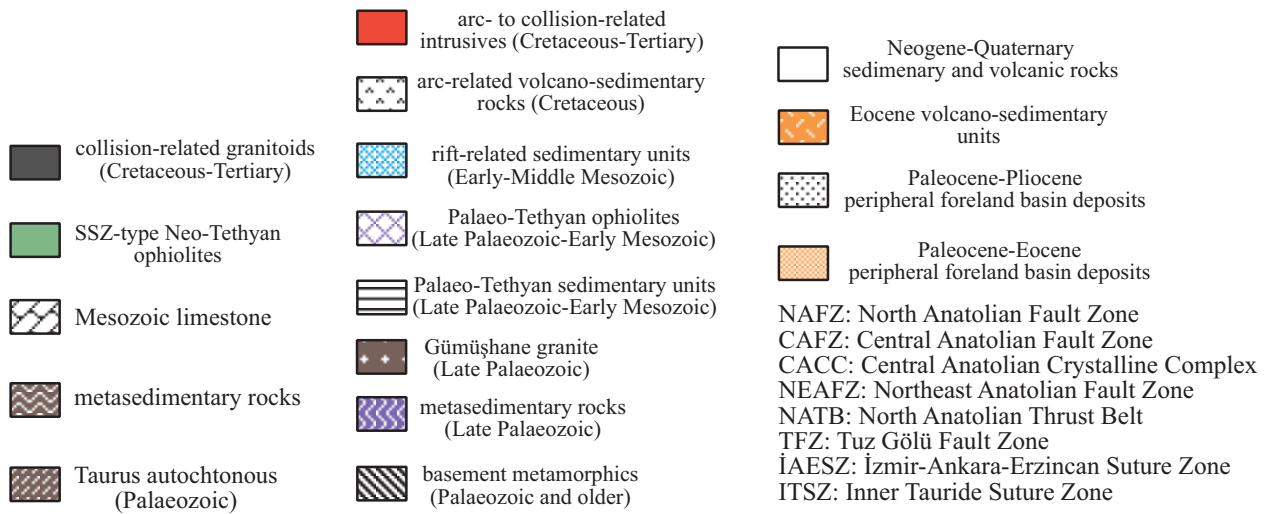 collision-related granitoids
(Cretaceous-Tertiary)
SSZ-type Neo-Tethyan
ophiolites
Mesozoic limestone
metasedimentary rocks
Taurus autochtonous
(Palaeozoic)
arc- to collision-related
intrusives (Cretaceous-Tertiary)
arc-related volcano-sedimentary
rocks (Cretaceous)
rift-related sedimentary units
(Early-Middle Mesozoic)
Palaeo-Tethyan ophiolites
(Late Palaeozoic-Early Mesozoic)
Palaeo-Tethyan sedimentary units
(Late Palaeozoic-Early Mesozoic)
Gümüşhane granite
(Late Palaeozoic)
metasedimentary rocks
(Late Palaeozoic)
basement metamorphics
(Palaeozoic and older)
Neogene-Quaternary
sedimenary and volcanic rocks
Eocene volcano-sedimentary
units
Paleocene-Pliocene
peripheral foreland basin deposits
Paleocene-Eocene
peripheral foreland basin deposits
NAFZ: North Anatolian Fault Zone
CAFZ: Central Anatolian Fault Zone
CACC: Central Anatolian Crystalline Complex
NEAFZ: Northeast Anatolian Fault Zone
NATB: North Anatolian Thrust Belt
TFZ: Tuz Gölü Fault Zone
İAESZ: İzmir-Ankara-Erzincan Suture Zone
ITSZ: Inner Tauride Suture Zone